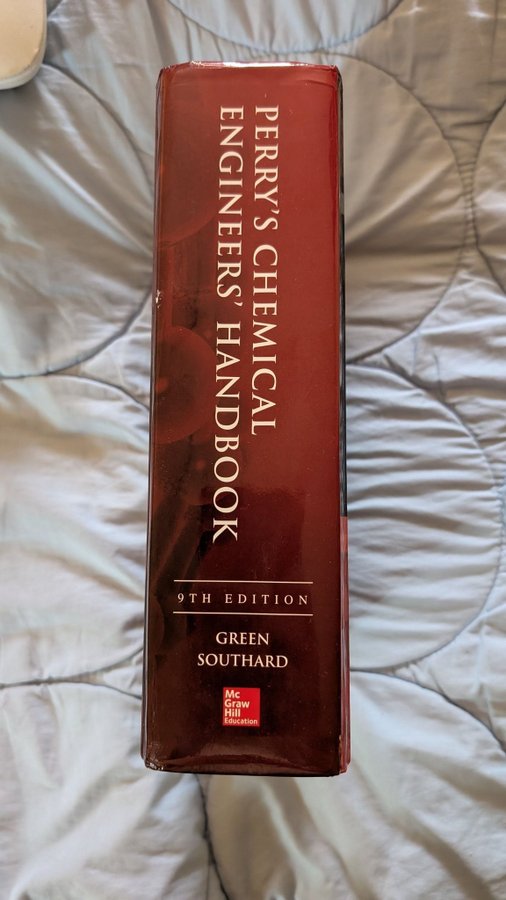 PERRY'S CHEMICAL
ENGINEERS' HANDBOOK
9TH EDITION
GREEN
SOUTHARD
Mc
Graw
Hill
Education